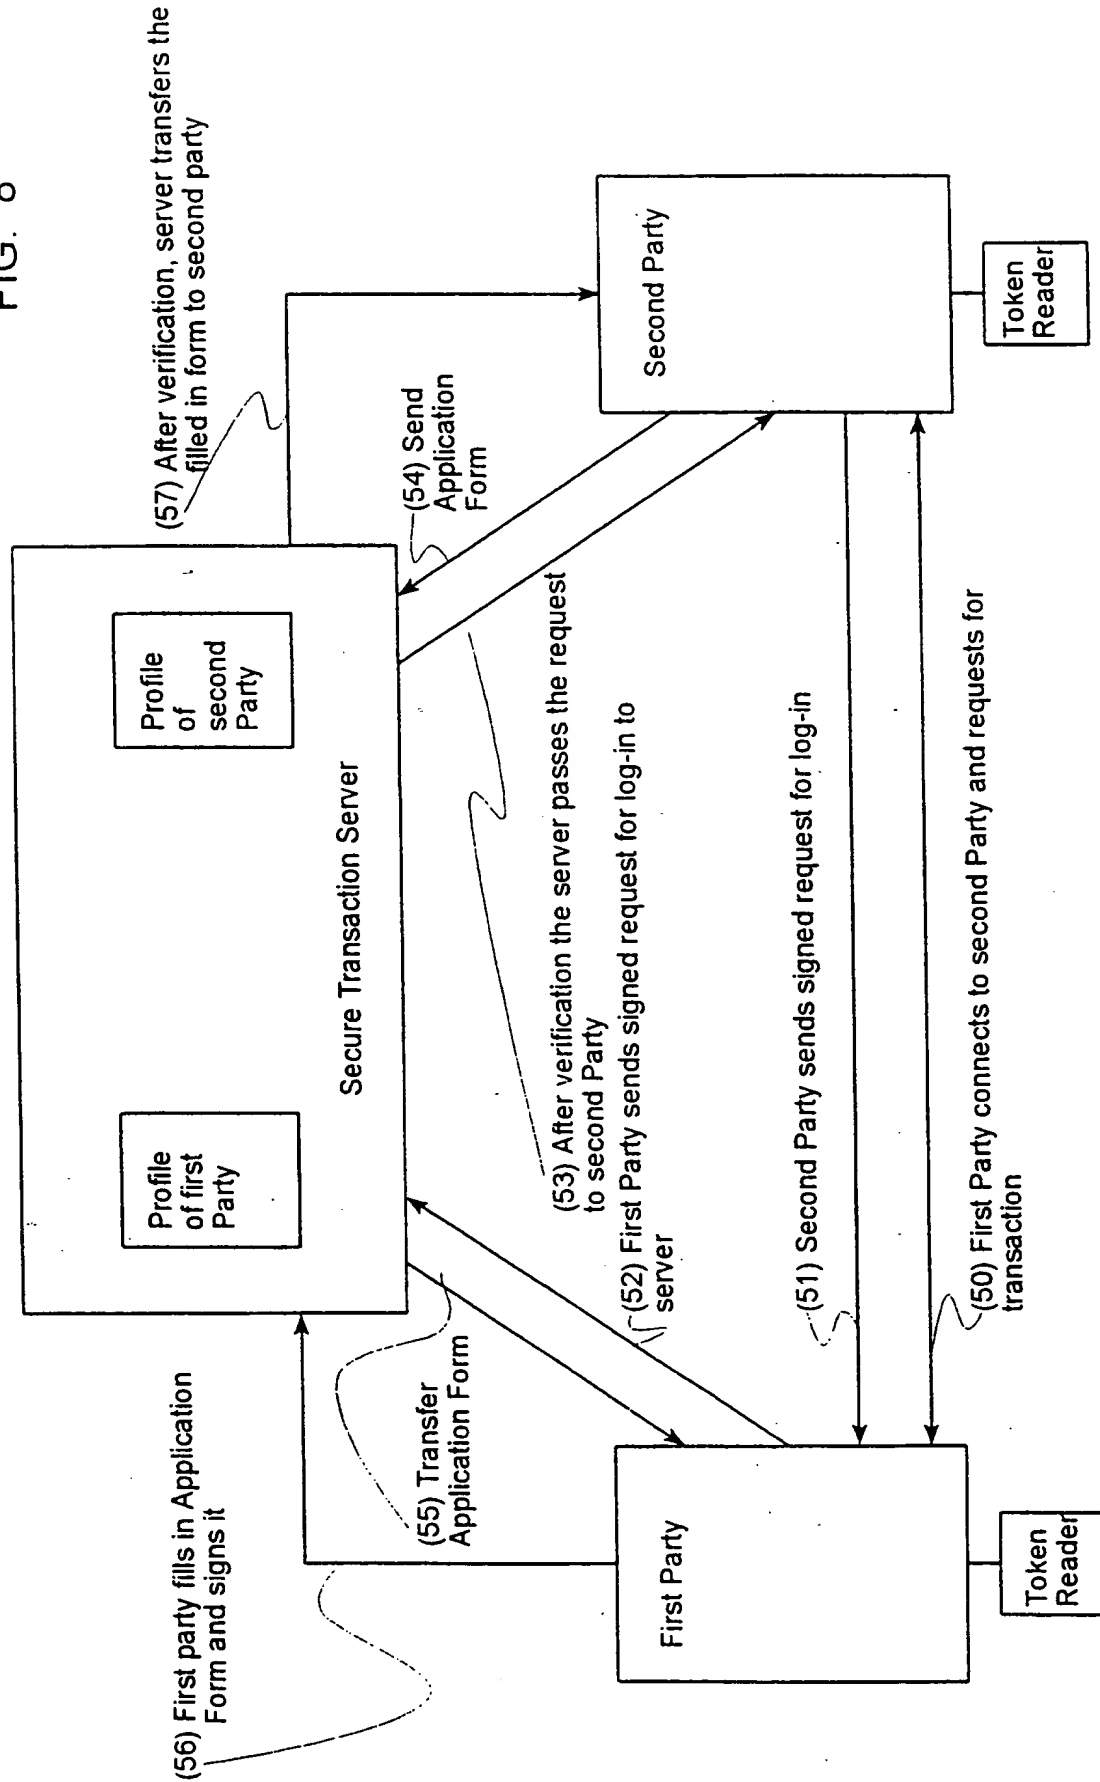 FIG. 8
(57) After verification, server transfers the
filled in form to second party
(56) First party fills in Application
Form and signs it
Profile
of first
Party
Profile
of
second
Party
Secure Transaction Server
(55) Transfer
Application Form
(54) Send
Application
Form
(53) After verification the server passes the request
to second Party
(52) First Party sends signed request for log-in to
server
First Party
Second Party
(51) Second Party sends signed request for log-in
(50) First Party connects to second Party and requests for
transaction
Token
Reader
Token
Reader